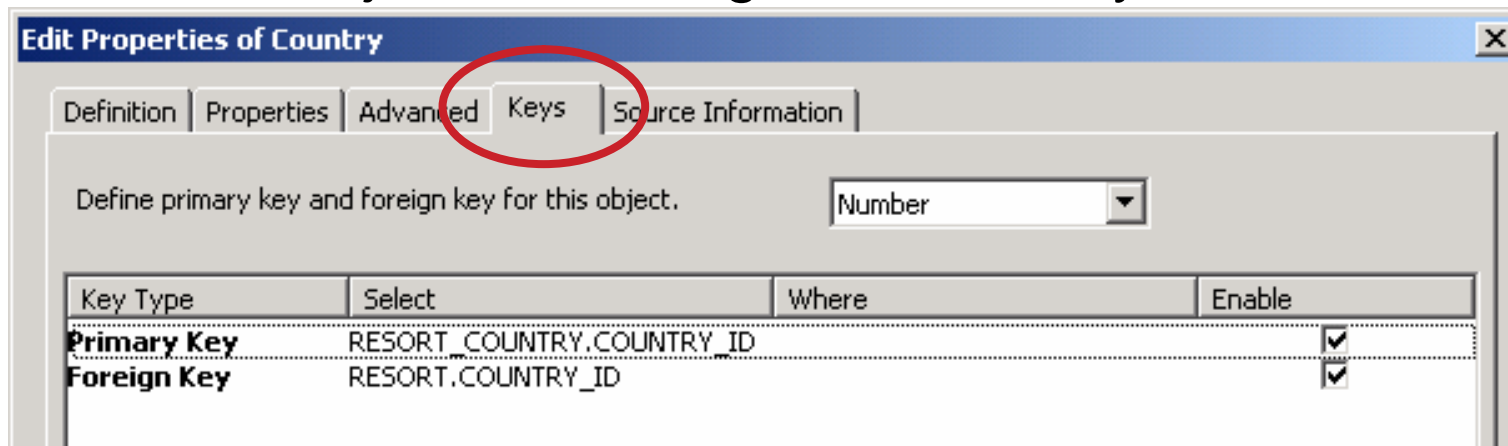 Edit Properties of Country
Definition Properties Advanced Keys Source Information
Define primary key and foreign key for this object. Number
Key Type Select Where Enable
Primary Key RESORT_COUNTRY.COUNTRY_ID
Foreign Key RESORT.COUNTRY_ID